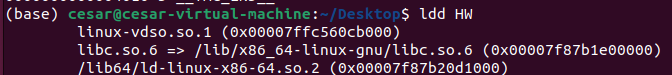 (base) cesar@cesar-virtual-machine:~/Desktop$ ldd HW
linux-vdso.so.1 (0x00007ffc560cb000)
libc.so.6 => /lib/x86_64-linux-gnu/libc.so.6 (0x00007f87b1e00000)
/lib64/ld-linux-x86-64.so.2 (0x00007f87b20d1000)